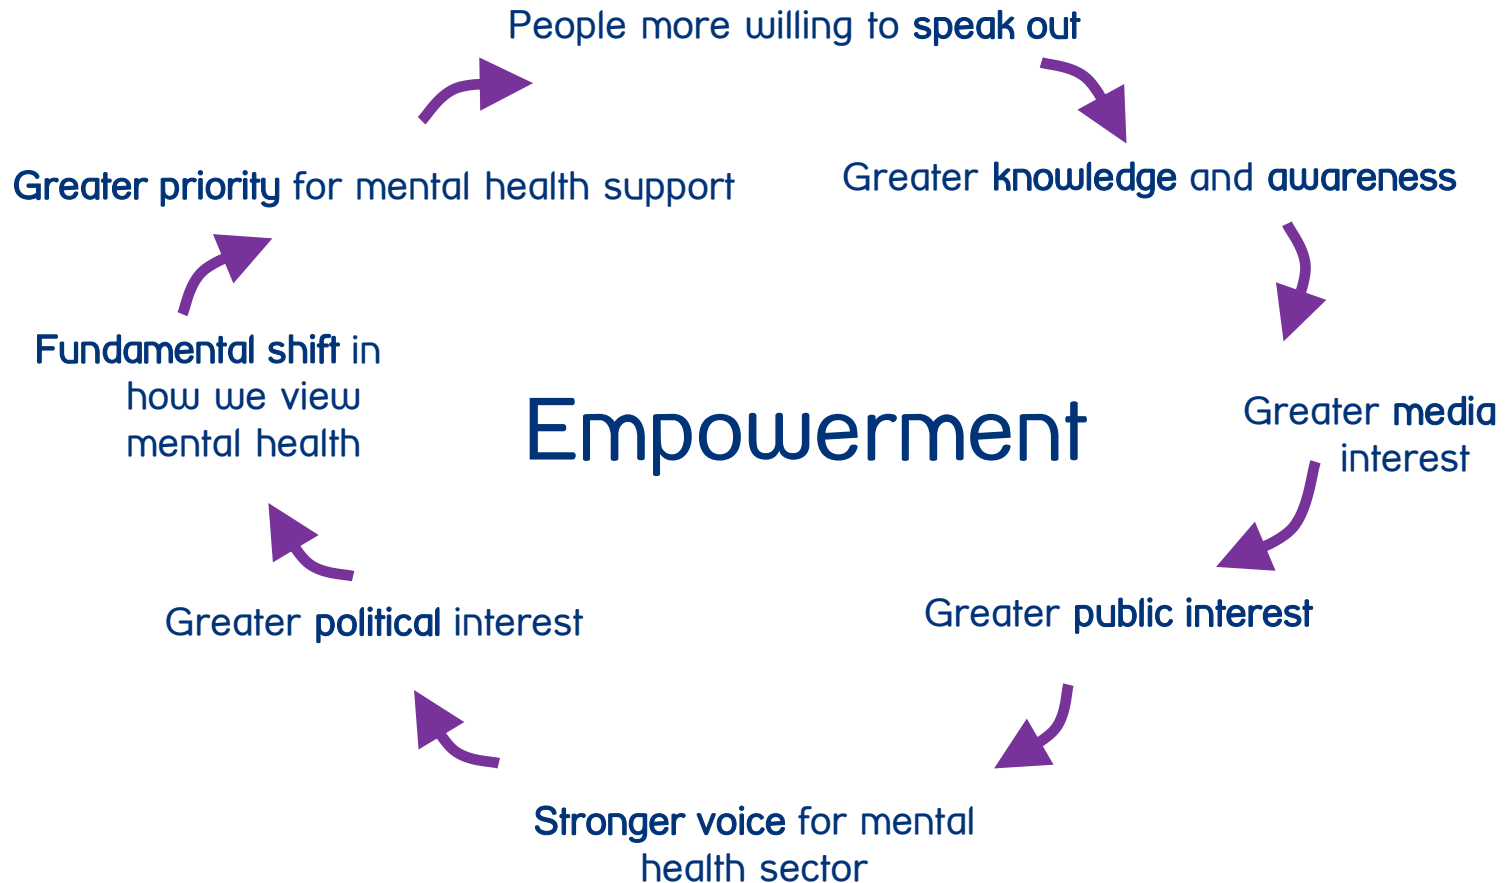 People more willing to speak out
Greater knowledge and awareness
Greater media
interest
Greater public interest
Stronger voice for mental
health sector
Greater political interest
Fundamental shift in
how we view
mental health
Greater priority for mental health support
Empowerment